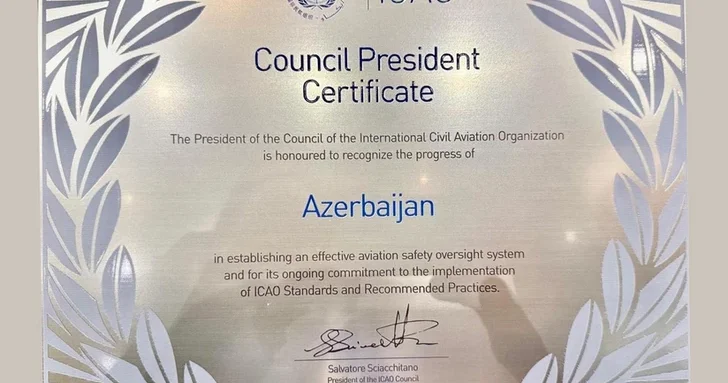 ICAO
Council President
Certificate
The President of the Council of the International Civil Aviation Organization
is honoured to recognize the progress of
Azerbaijan
in establishing an effective aviation safety oversight system
and for its ongoing commitment to the implementation
of ICAO Standards and Recommended Practices.
Salvatore Sciacchitano
President of the ICAO Council